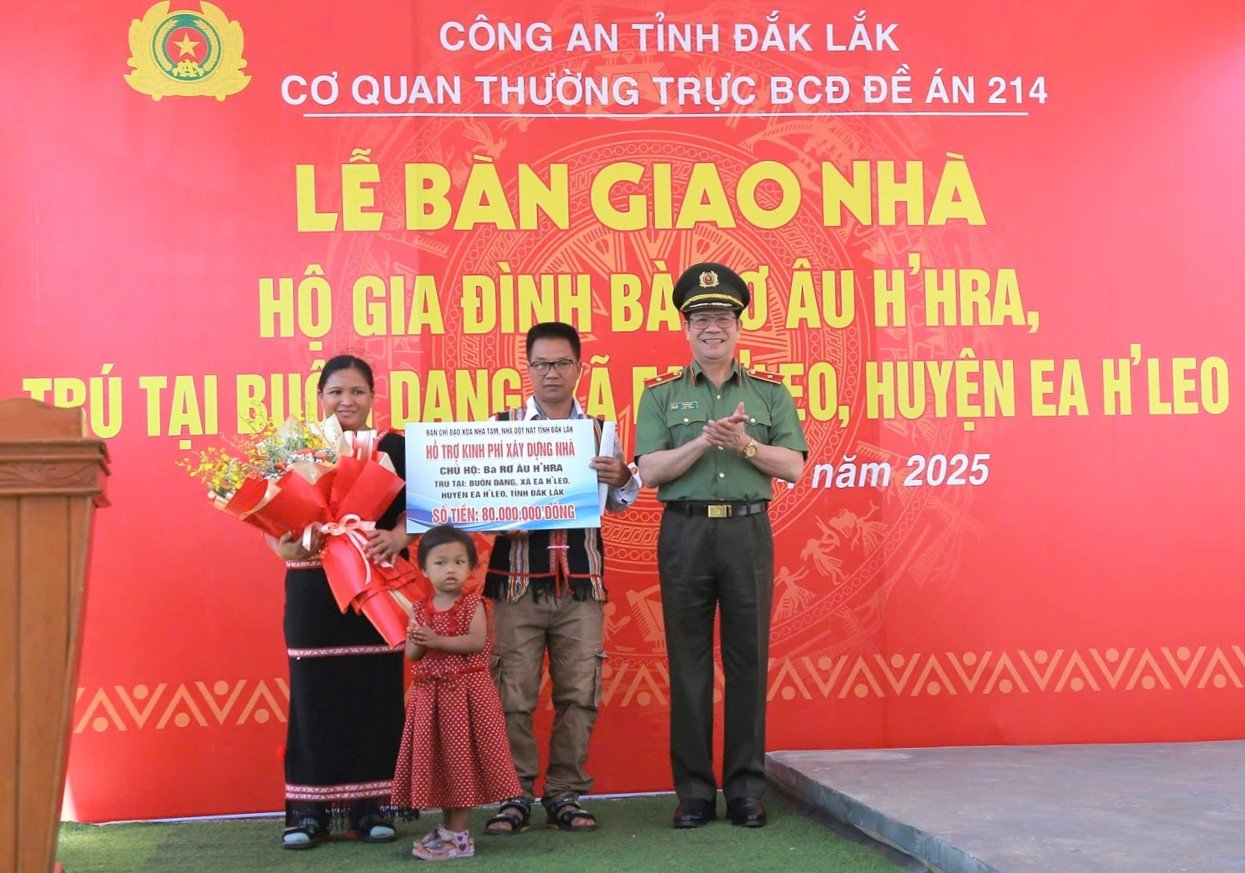 CÔNG AN TỈNH ĐẮK LẮK
CƠ QUAN THƯỜNG TRỰC BCĐ ĐỀ ÁN 214
LỄ BÀN GIAO NHÀ
HỘ GIA ĐÌNH BÀ RƠ ÂU H'HRA,
TRÚ TẠI DANG XÃ EA H'LEO, HUYỆN EA H'LEO
năm 2025
BAN CHỈ ĐẠO XÓA NHÀ TẠM, NHÀ DỘT NÁT TỈNH ĐẮK LẮK
HỖ TRỢ KINH PHÍ XÂY DỰNG NHÀ
CHỦ HỘ: Bà RƠ ÂU H'HRA
TRÚ TẠI: BUÔN DANG, XÃ EA H'LEO,
HUYỆN EA H'LEO, TỈNH ĐẮK LẮK
SỐ TIỀN: 80.000.000 ĐỒNG